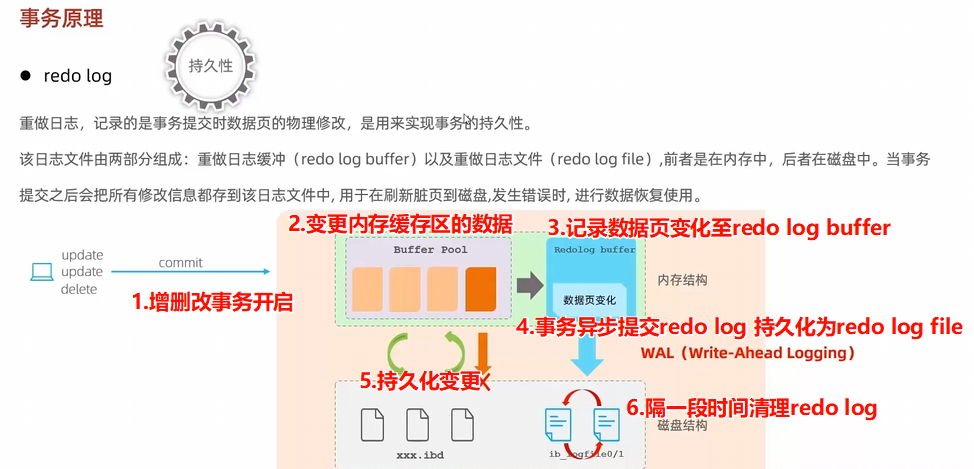 事务原理
持久性
redo log
重做日志，记录的是事务提交时数据页的物理修改，是用来实现事务的持久性。
该日志文件由两部分组成：重做日志缓冲（redo log buffer）以及重做日志文件（redo log file）,前者是在内存中，后者在磁盘中。当事务
提交之后会把所有修改信息都存到该日志文件中, 用于在刷新脏页到磁盘,发生错误时, 进行数据恢复使用。
2.变更内存缓存区的数据
3.记录数据页变化至redo log buffer
Buffer Pool
Redolog buffer
update
update
delete
commit
内存结构
1.增删改事务开启
数据页变化
4.事务异步提交redo log 持久化为redo log file
WAL（Write-Ahead Logging）
5.持久化变更
6.隔一段时间清理redo log
磁盘结构
xxx.ibd
ib_logfile0/1